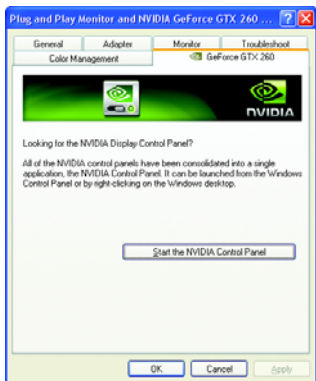 Plug and Play Monitor and NVIDIA GeForce GTX 260 ...
General Adapter Monitor Troubleshoot
Color Management GeForce GTX 260
NVIDIA
Looking for the NVIDIA Display Control Panel?
All of the NVIDIA control panels have been consolidated into a single
application, the NVIDIA Control Panel. It can be launched from the Windows
Control Panel or by right-clicking on the Windows desktop.
Start the NVIDIA Control Panel
OK Cancel Apply